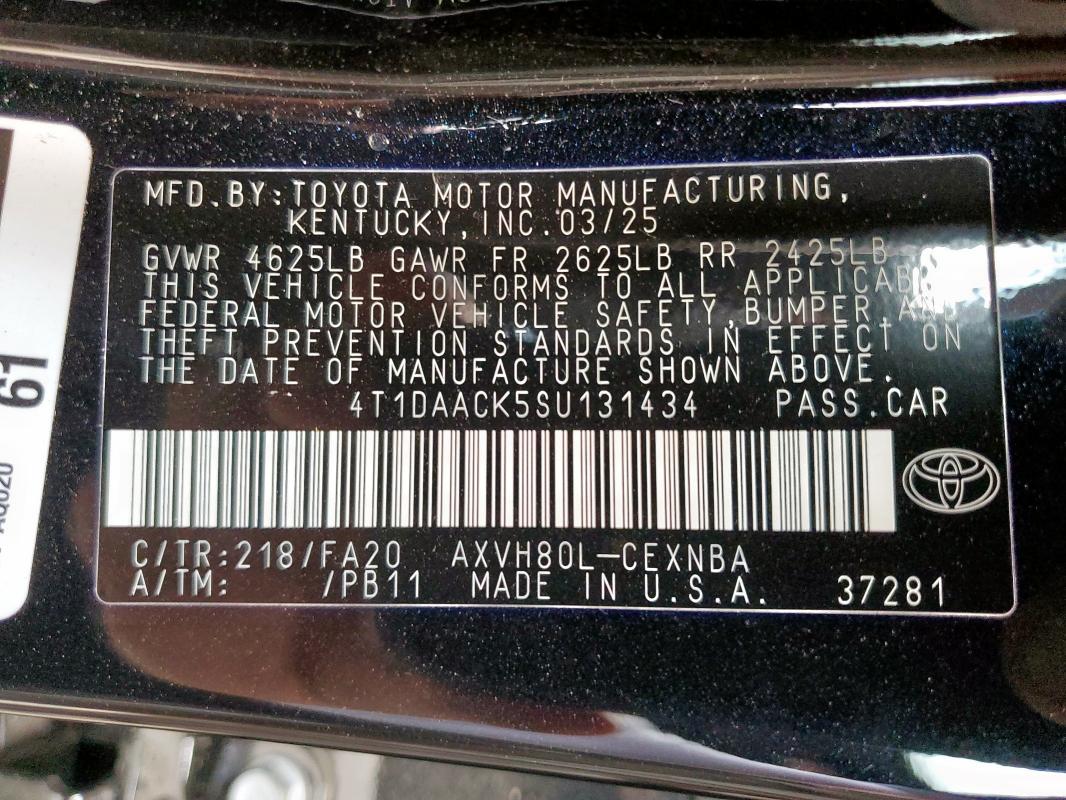 MFD.BY:TOYOTA MOTOR MANUFACTURING,
KENTUCKY,INC.03/25
GVWR 4625LB GAWR FR 2625LB RR 2425LB
THIS VEHICLE CONFORMS TO ALL APPLICAB
FEDERAL MOTOR VEHICLE SAFETY,BUMPER,AND
THEFT PREVENTION STANDARDS IN EFFECT ON
THE DATE OF MANUFACTURE SHOWN ABOVE.
4T1DAACK5SU131434 PASS.CAR
C/TR:218/FA20 AXVH80L-CEXNBA
A/TM: /PB11 MADE IN U.S.A. 37281
61